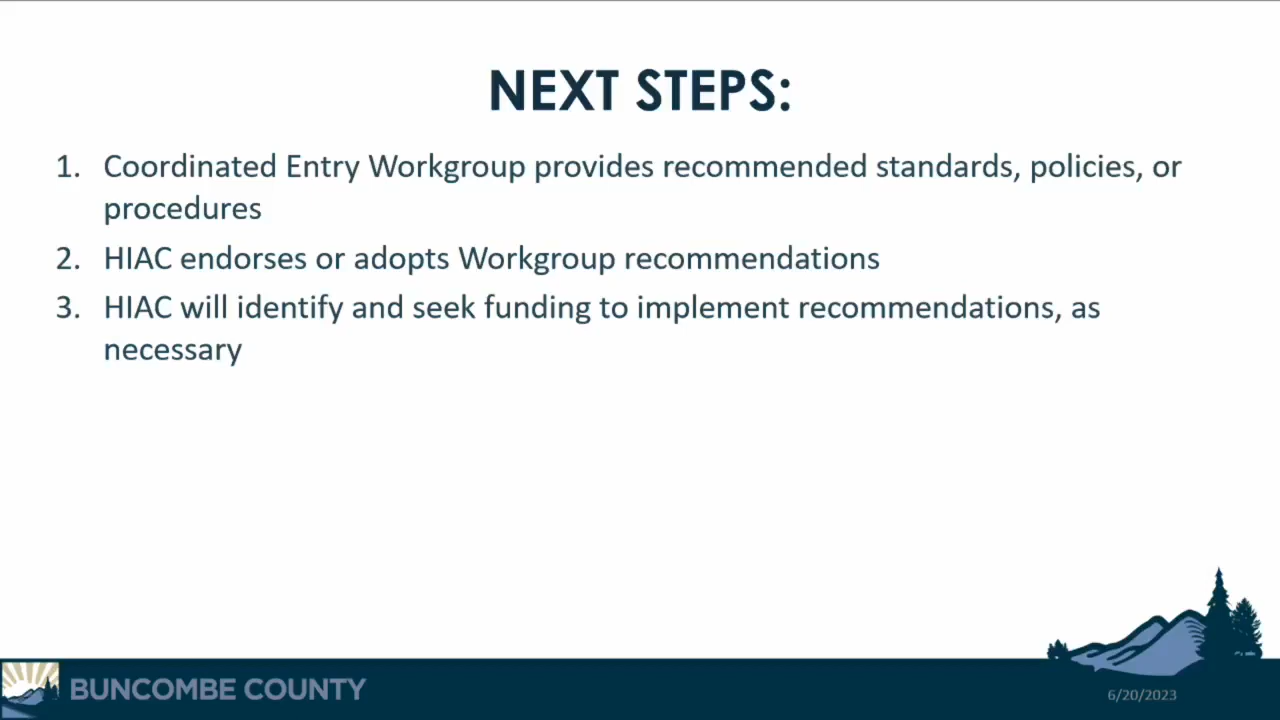 NEXT STEPS:
1. Coordinated Entry Workgroup provides recommended standards, policies, or
procedures
2. HIAC endorses or adopts Workgroup recommendations
3. HIAC will identify and seek funding to implement recommendations, as
necessary
BUNCOMBE COUNTY
6/20/2023